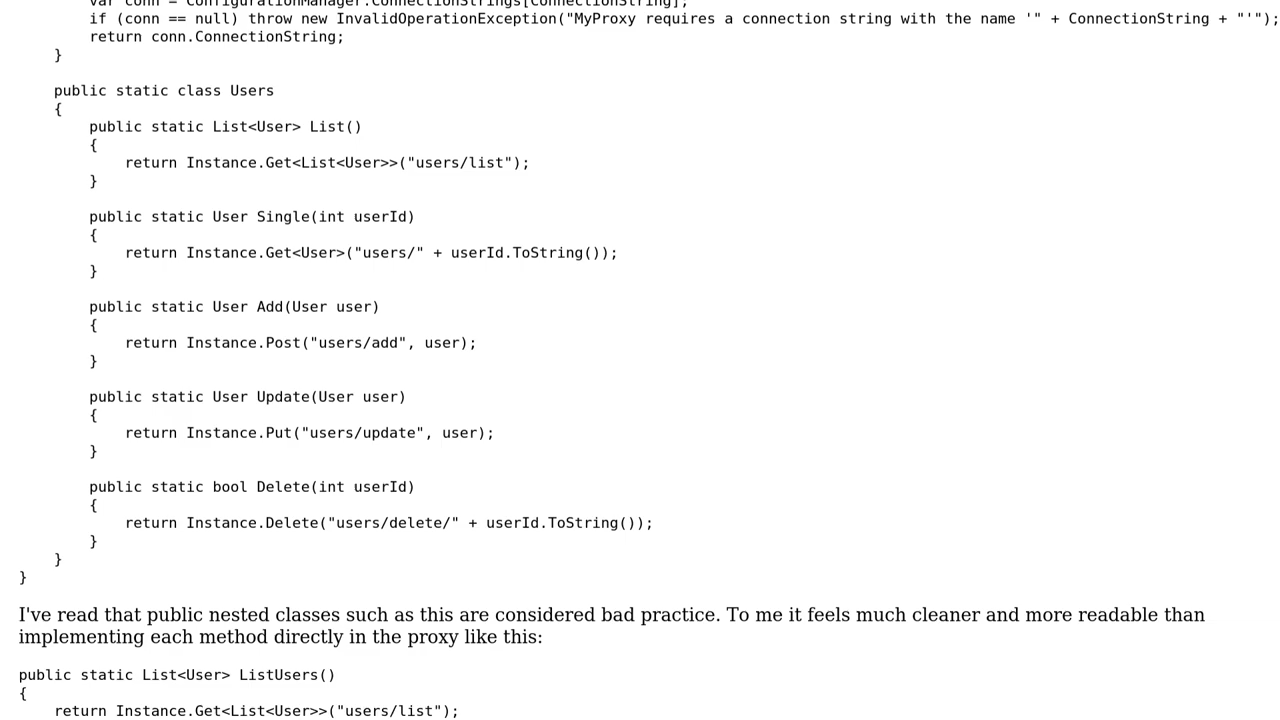 var conn = ConfigurationManager.ConnectionStrings[ConnectionString];
if (conn == null) throw new InvalidOperationException("MyProxy requires a connection string with the name '" + ConnectionString + "'");
return conn.ConnectionString;
}
public static class Users
{
public static List<User> List()
{
return Instance.Get<List<User>>("users/list");
}
public static User Single(int userId)
{
return Instance.Get<User>("users/" + userId.ToString());
}
public static User Add(User user)
{
return Instance.Post("users/add", user);
}
public static User Update(User user)
{
return Instance.Put("users/update", user);
}
public static bool Delete(int userId)
{
return Instance.Delete("users/delete/" + userId.ToString());
}
}
}
I've read that public nested classes such as this are considered bad practice. To me it feels much cleaner and more readable than
implementing each method directly in the proxy like this:
public static List<User> ListUsers()
{
return Instance.Get<List<User>>("users/list");